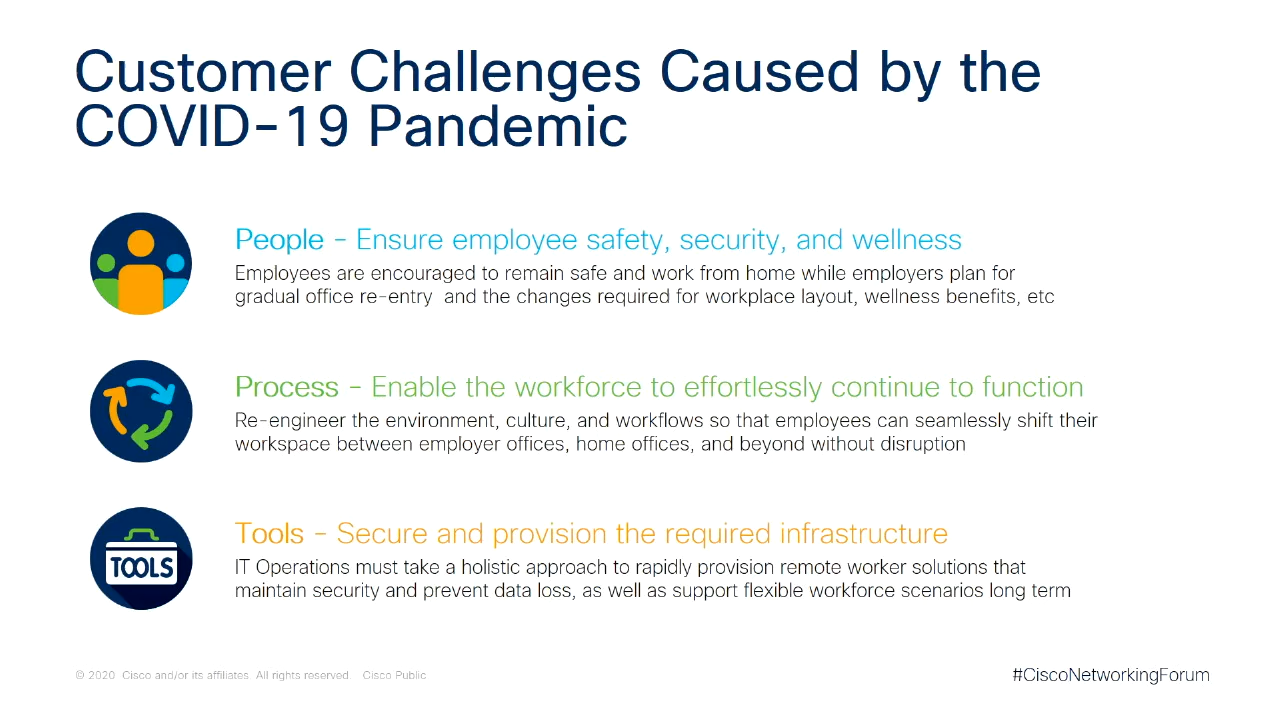 Customer Challenges Caused by the
COVID-19 Pandemic
People - Ensure employee safety, security, and wellness
Employees are encouraged to remain safe and work from home while employers plan for
gradual office re-entry and the changes required for workplace layout, wellness benefits, etc
Process - Enable the workforce to effortlessly continue to function
Re-engineer the environment, culture, and workflows so that employees can seamlessly shift their
workspace between employer offices, home offices, and beyond without disruption
TOOLS
Tools - Secure and provision the required infrastructure
IT Operations must take a holistic approach to rapidly provision remote worker solutions that
maintain security and prevent data loss, as well as support flexible workforce scenarios long term
© 2020 Cisco and/or its affiliates. All rights reserved. Cisco Public
#CiscoNetworkingForum